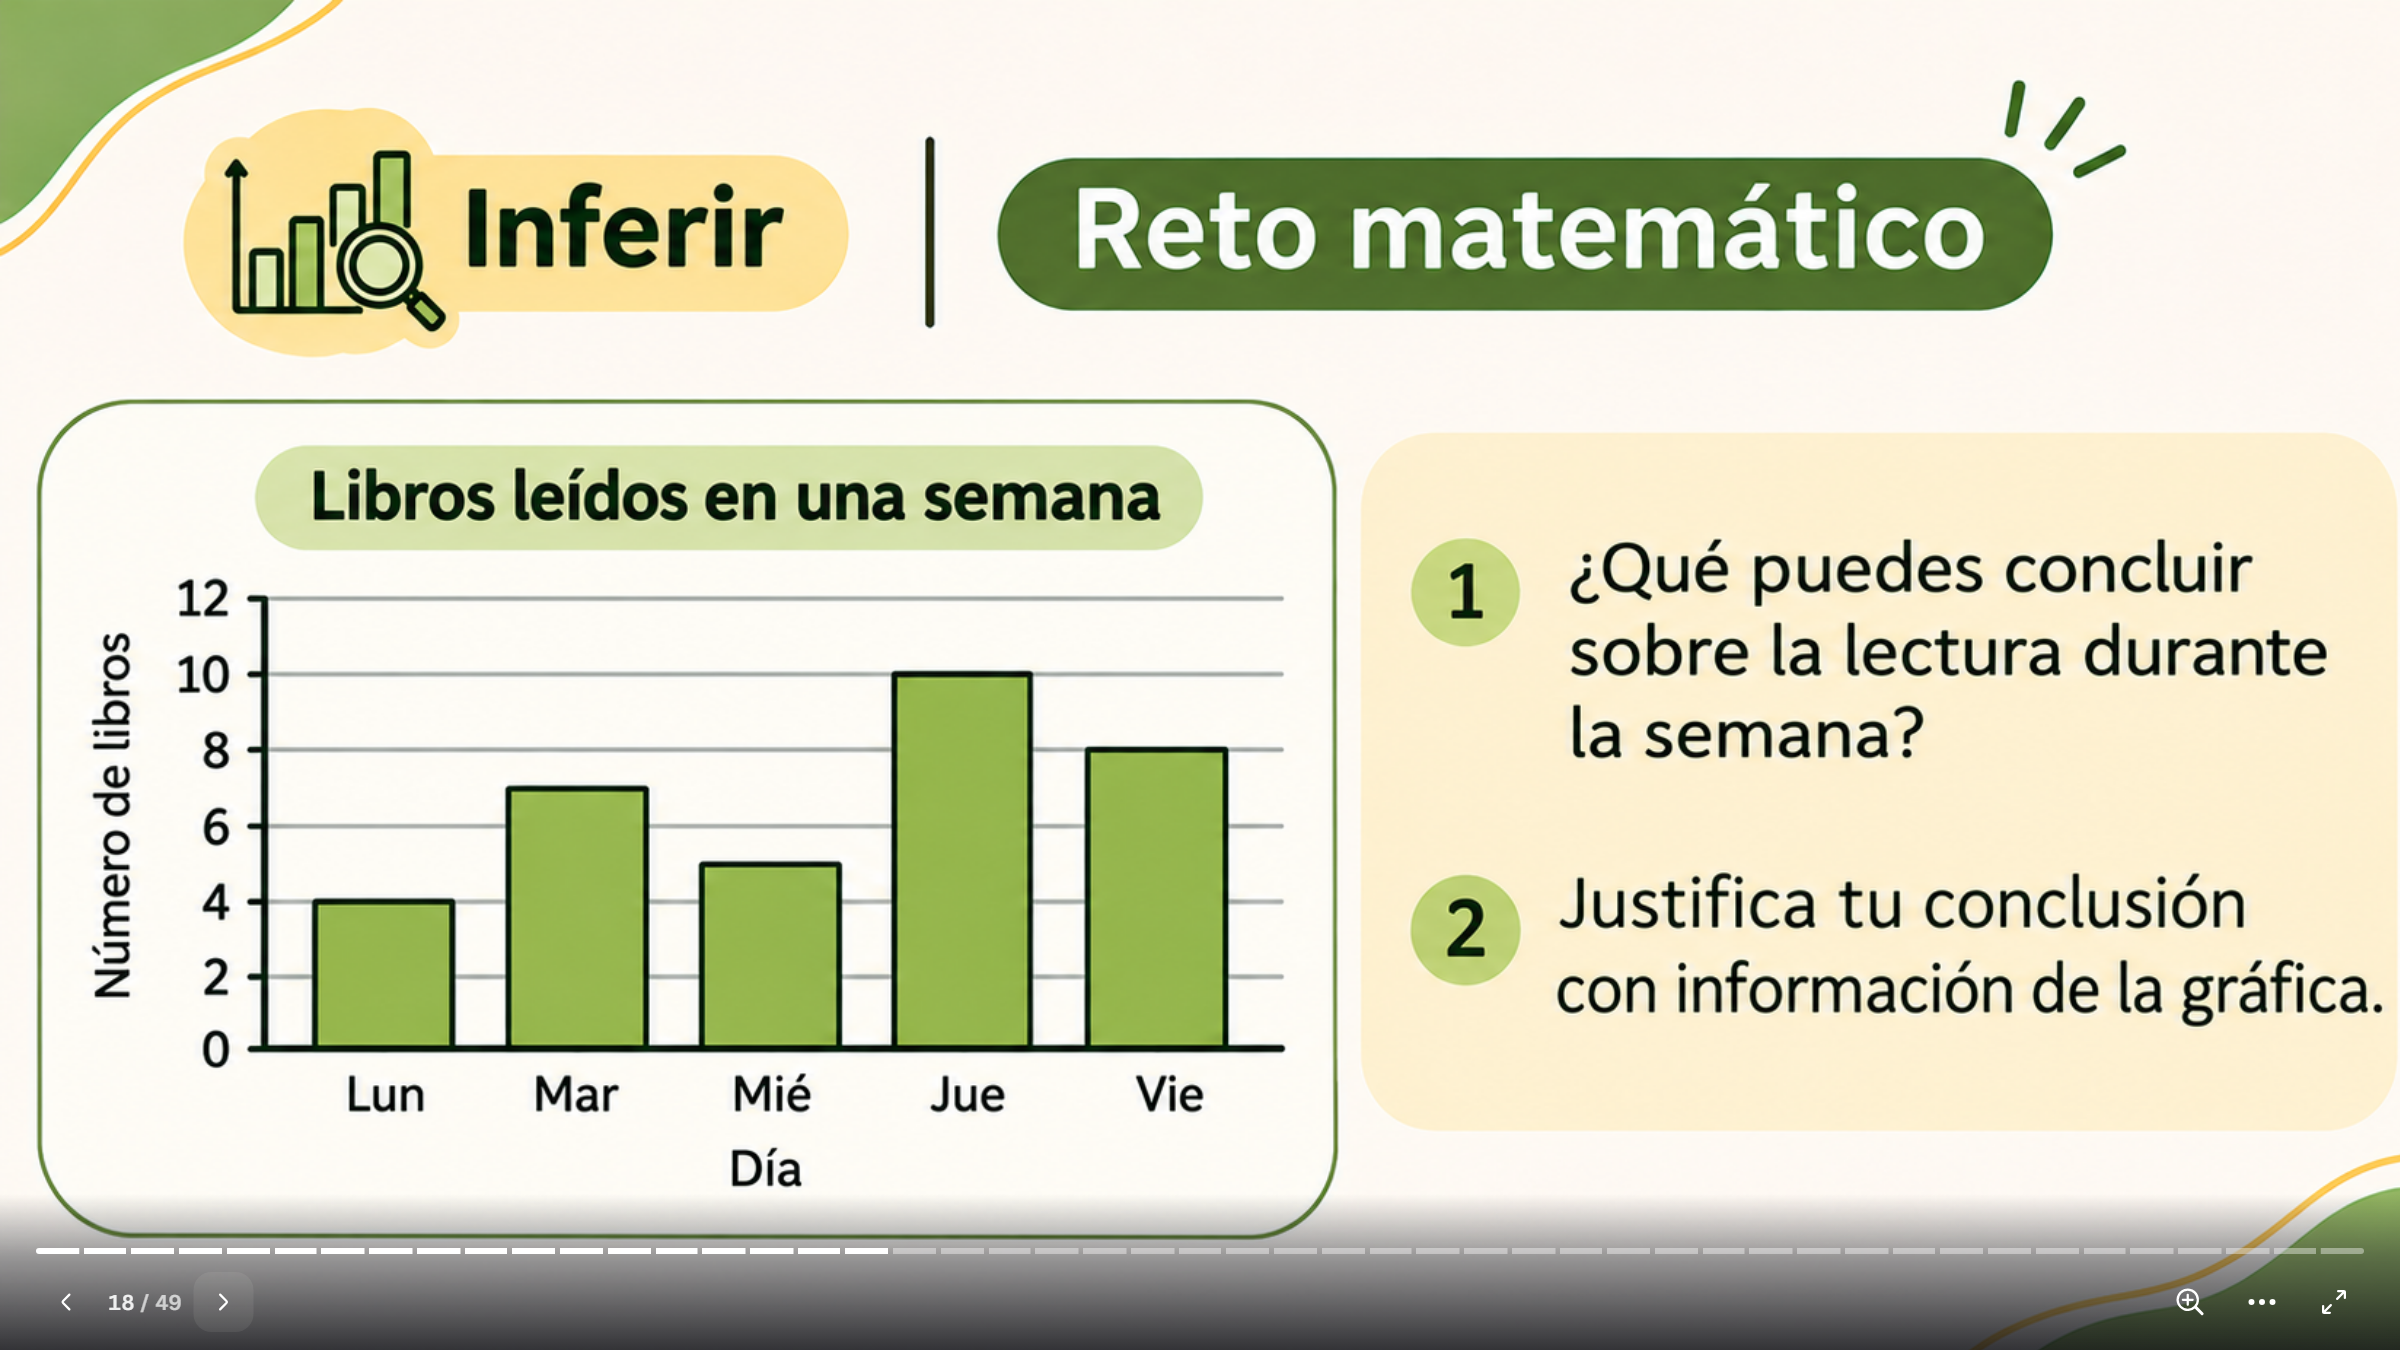 Inferir
Reto matemático
Libros leídos en una semana
Número de libros
12
10
8
6
4
2
0
Lun Mar Mié Jue Vie
Día
1 ¿Qué puedes concluir
sobre la lectura durante
la semana?
2 Justifica tu conclusión
con información de la gráfica.
18 / 49